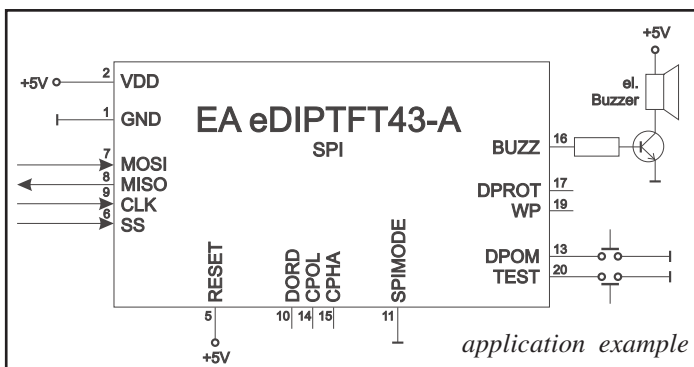 +5V
2
VDD
+5V
1
GND
EA eDIPTFT43-A
SPI
7
MOSI
8
MISO
9
CLK
6
SS
el.
Buzzer
BUZZ
16
DPROT
17
WP
19
DPOM
13
TEST
20
RESET
5
+5V
DORD
10
CPOL
14
CPHA
15
SPIMODE
11
application example